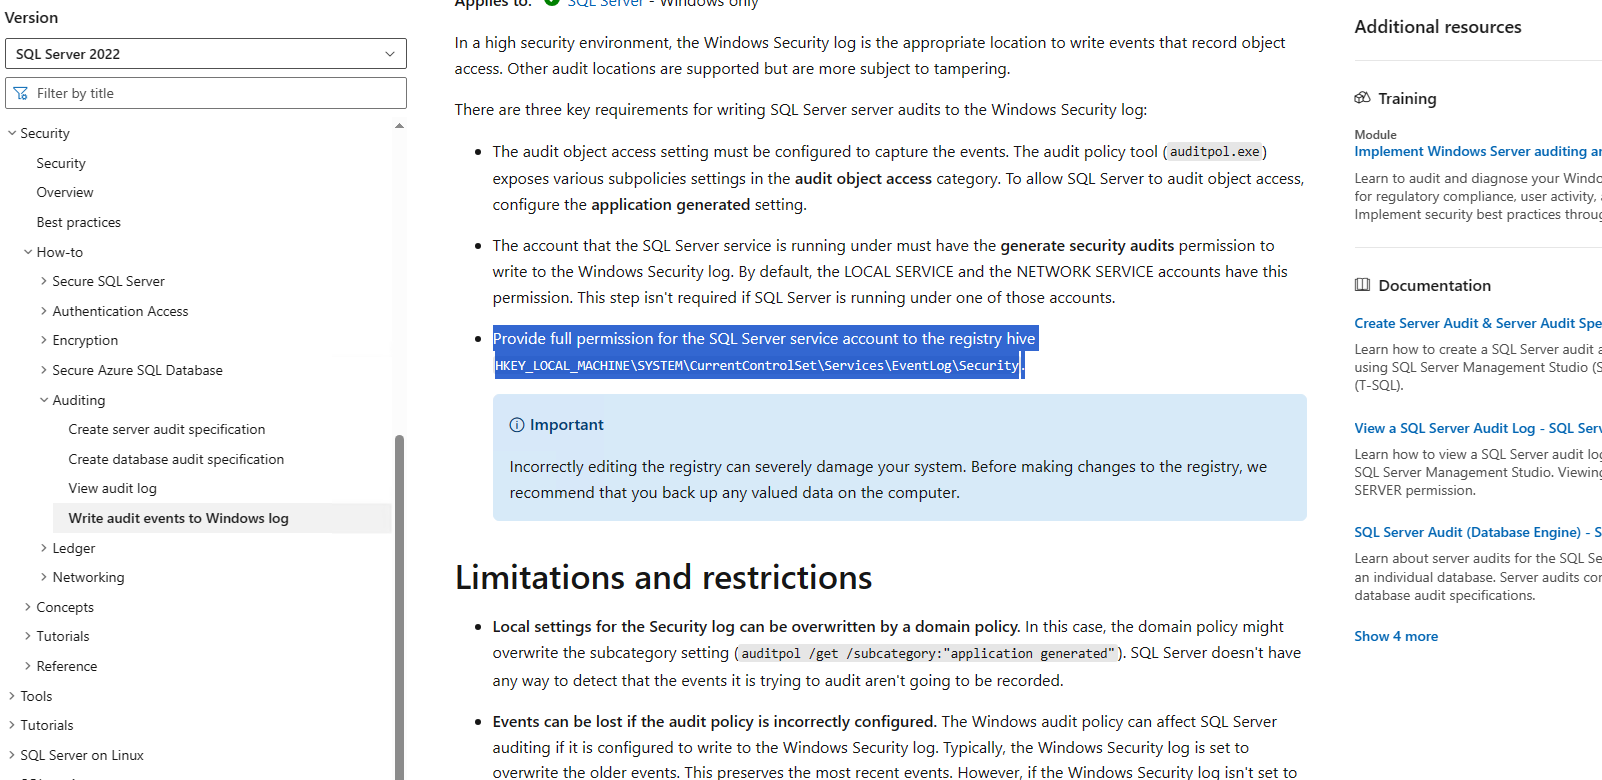 Version
SQL Server 2022
Filter by title
Security
Security
Overview
Best practices
How-to
Secure SQL Server
Authentication Access
Encryption
Secure Azure SQL Database
Auditing
Create server audit specification
Create database audit specification
View audit log
Write audit events to Windows log
Ledger
Networking
Concepts
Tutorials
Reference
Tools
Tutorials
SQL Server on Linux
Applies to: SQL Server - Windows only
In a high security environment, the Windows Security log is the appropriate location to write events that record object
access. Other audit locations are supported but are more subject to tampering.
There are three key requirements for writing SQL Server server audits to the Windows Security log:
The audit object access setting must be configured to capture the events. The audit policy tool (auditpol.exe)
exposes various subpolicies settings in the audit object access category. To allow SQL Server to audit object access,
configure the application generated setting.
The account that the SQL Server service is running under must have the generate security audits permission to
write to the Windows Security log. By default, the LOCAL SERVICE and the NETWORK SERVICE accounts have this
permission. This step isn't required if SQL Server is running under one of those accounts.
Provide full permission for the SQL Server service account to the registry hive
HKEY_LOCAL_MACHINE\SYSTEM\CurrentControlSet\Services\EventLog\Security.
Important
Incorrectly editing the registry can severely damage your system. Before making changes to the registry, we
recommend that you back up any valued data on the computer.
Limitations and restrictions
Local settings for the Security log can be overwritten by a domain policy. In this case, the domain policy might
overwrite the subcategory setting (auditpol /get /subcategory:"application generated"). SQL Server doesn't have
any way to detect that the events it is trying to audit aren't going to be recorded.
Events can be lost if the audit policy is incorrectly configured. The Windows audit policy can affect SQL Server
auditing if it is configured to write to the Windows Security log. Typically, the Windows Security log is set to
overwrite the older events. This preserves the most recent events. However, if the Windows Security log isn't set to
Additional resources
Training
Module
Implement Windows Server auditing
Learn to audit and diagnose your
for regulatory compliance, user activity,
Implement security best practices
Documentation
Create Server Audit & Server Audit
Learn how to create a SQL Server audit
using SQL Server Management Studio
(T-SQL).
View a SQL Server Audit Log - SQL
Learn how to view a SQL Server audit
SQL Server Management Studio. Viewing
SERVER permission.
SQL Server Audit (Database Engine) -
Learn about server audits for the SQL
an individual database. Server audits
database audit specifications.
Show 4 more